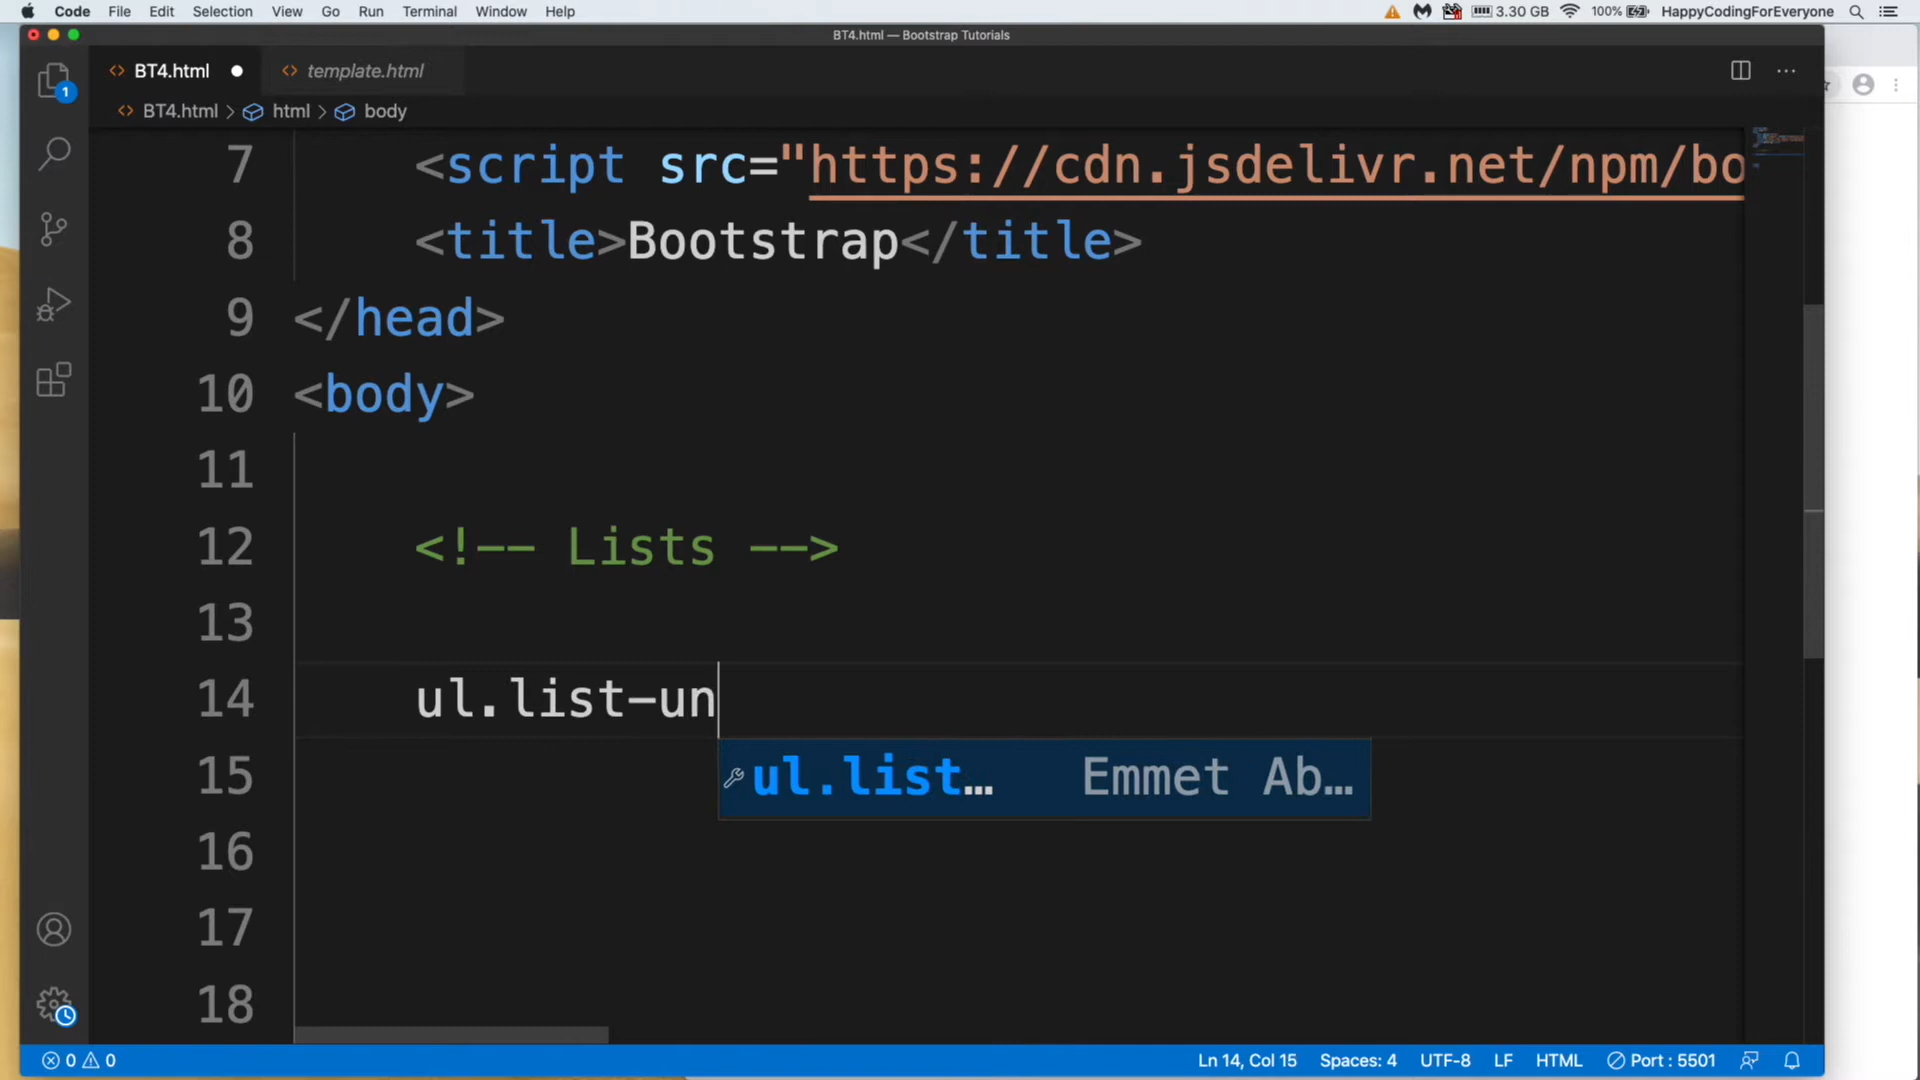 Code File Edit Selection View Go Run Terminal Window Help 3.30 GB 100% HappyCodingForEveryone
BT4.html — Bootstrap Tutorials
BT4.html template.html
BT4.html > html > body
7 <script src="https://cdn.jsdelivr.net/npm/bo
8 <title>Bootstrap</title>
9 </head>
10 <body>
11
12 <!-- Lists -->
13
14 ul.list-un
15 ul.list… Emmet Ab…
16
17
18
1
0 0 Ln 14, Col 15 Spaces: 4 UTF-8 LF HTML Port : 5501